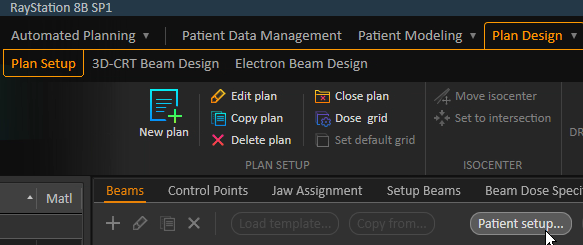 RayStation 8B SP1
Automated Planning Patient Data Management Patient Modeling Plan Design
Plan Setup 3D-CRT Beam Design Electron Beam Design
New plan
Edit plan
Copy plan
Delete plan
Close plan
Dose grid
Set default grid
PLAN SETUP
Move isocenter
Set to intersection
ISOCENTER
DR
Matl
Beams Control Points Jaw Assignment Setup Beams Beam Dose Speci
Load template... Copy from... Patient setup...